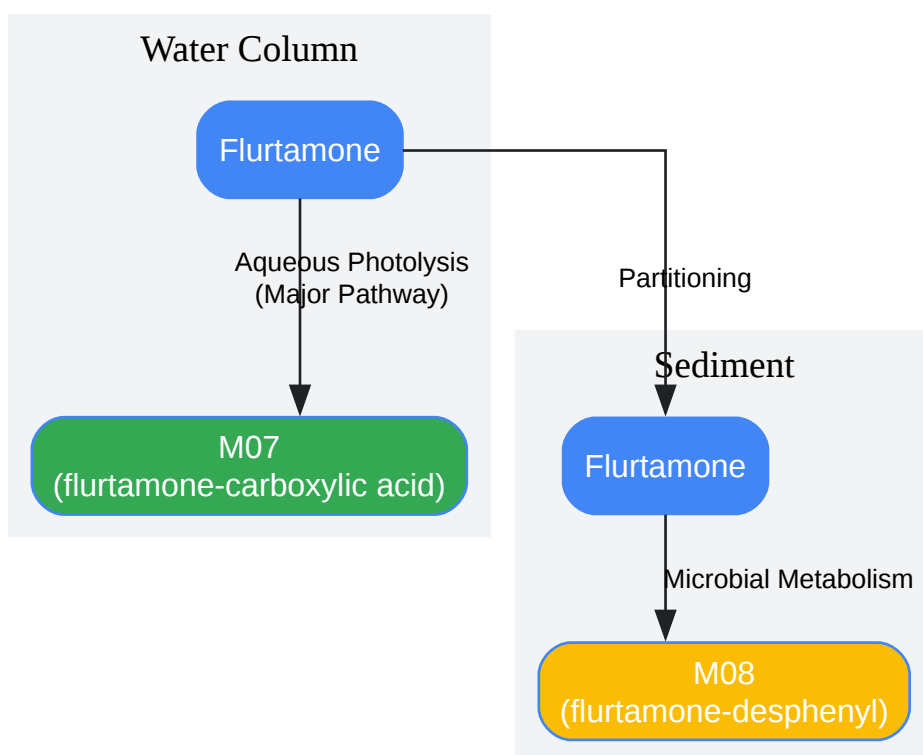 Water Column
Flurtamone
Aqueous Photolysis
(Major Pathway)
Partitioning
Sediment
M07
(flurtamone-carboxylic acid)
Flurtamone
Microbial Metabolism
M08
(flurtamone-desphenyl)